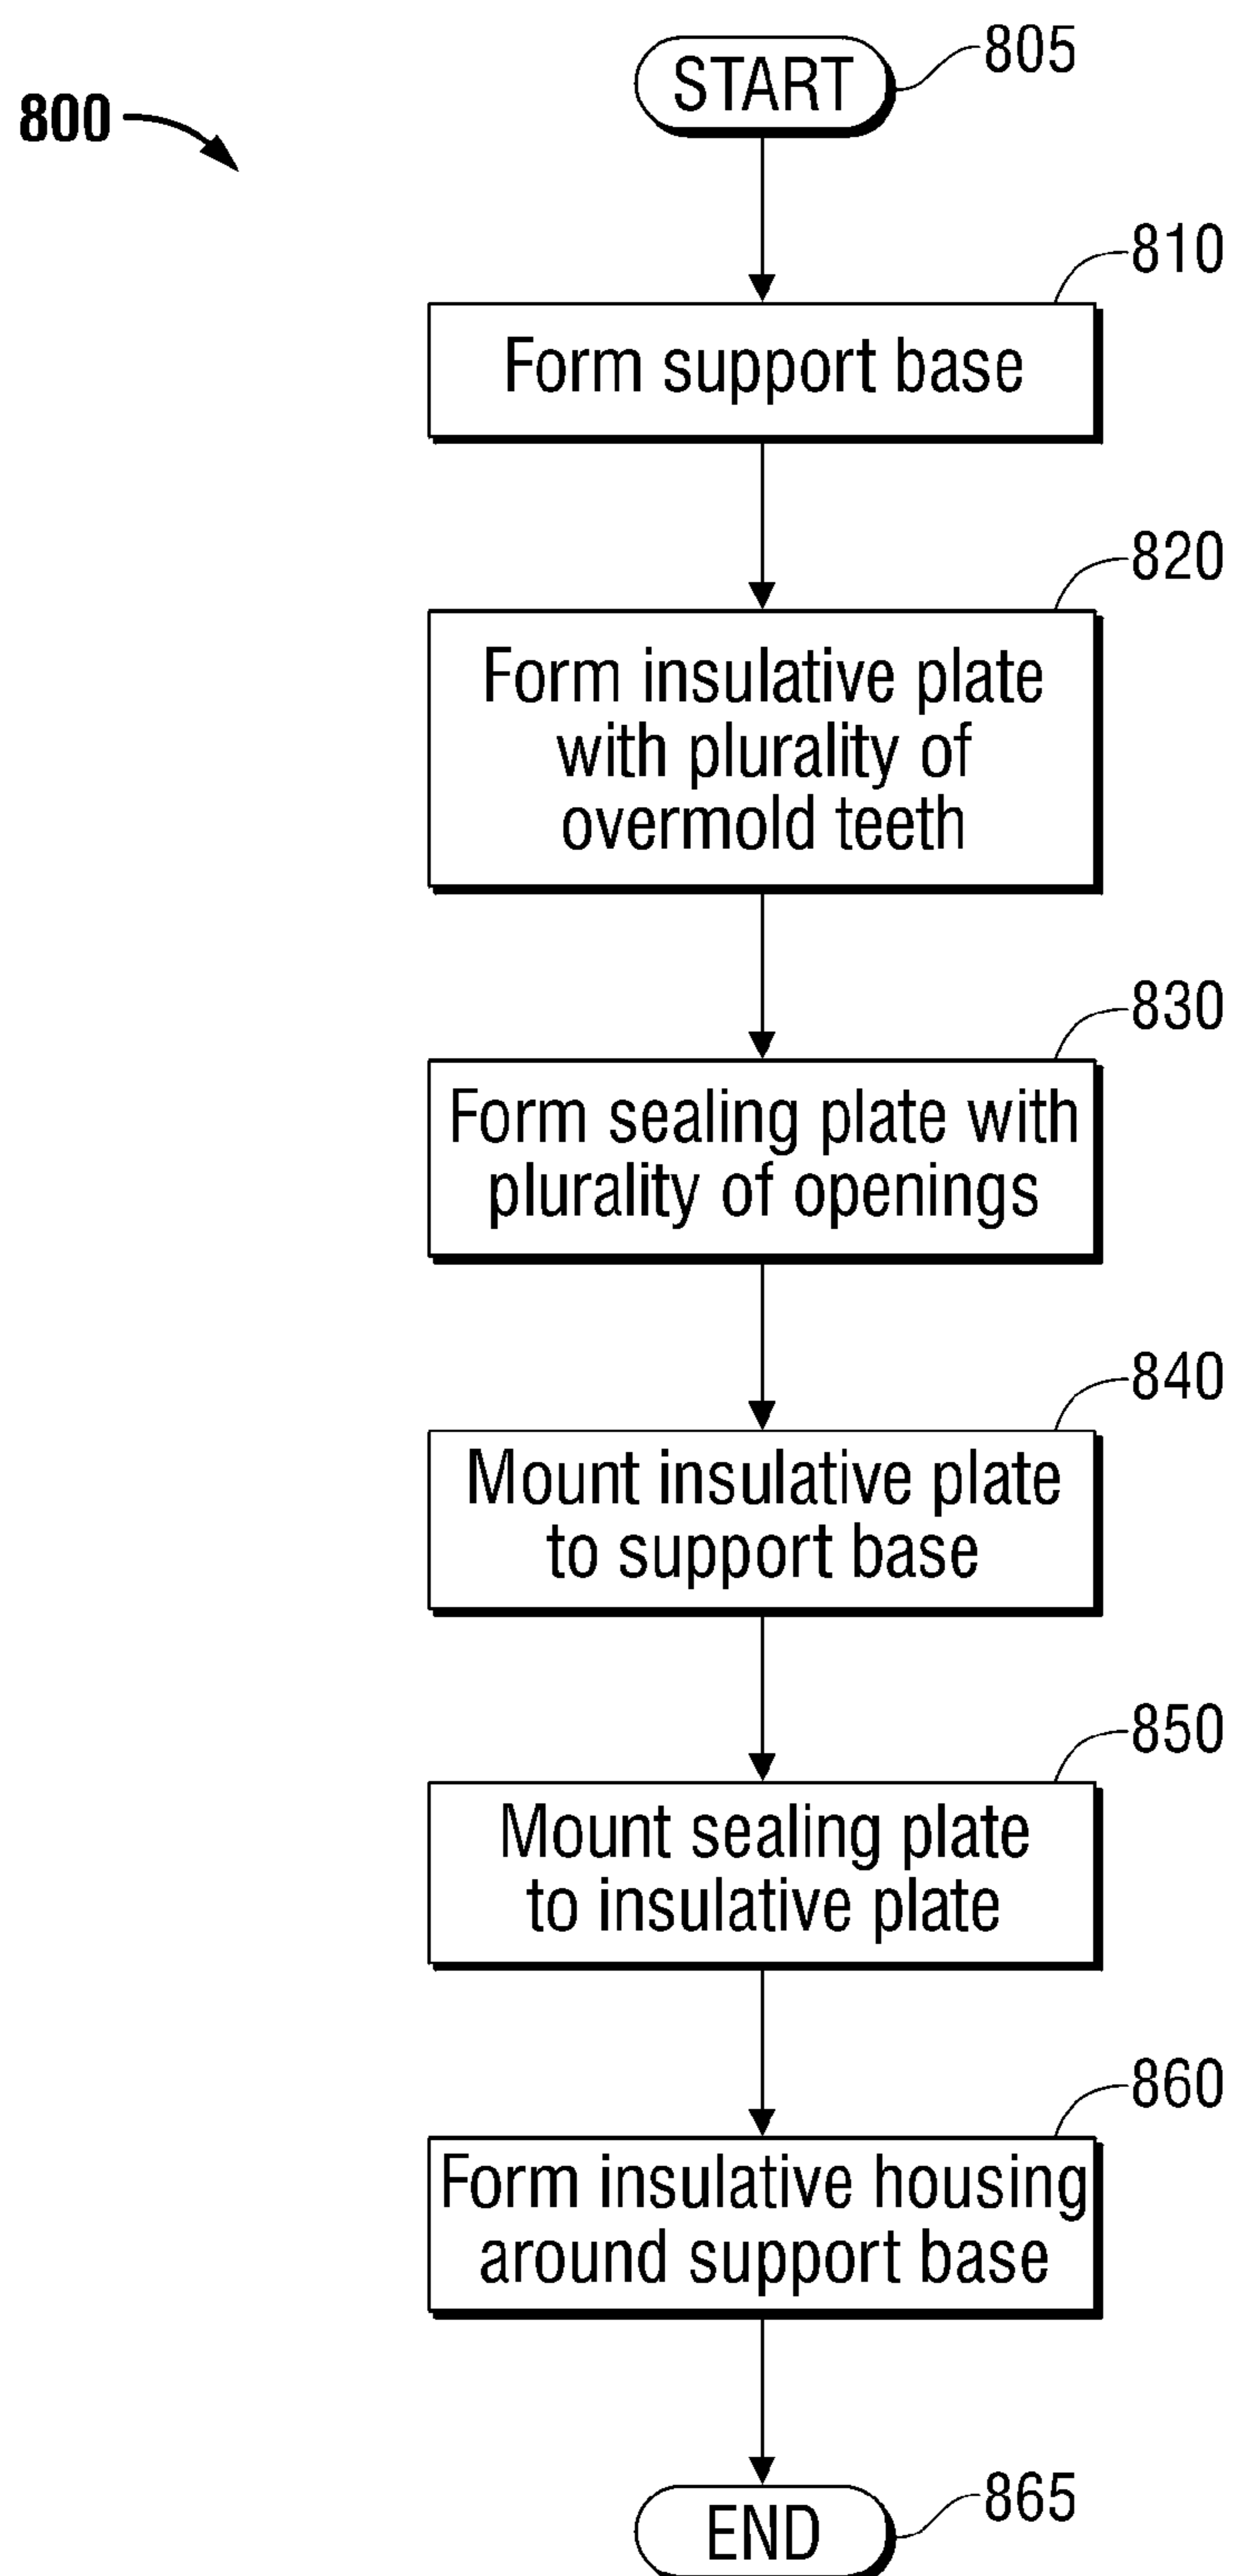 800
START
805
810
Form support base
820
Form insulative plate
with plurality of
overmold teeth
830
Form sealing plate with
plurality of openings
840
Mount insulative plate
to support base
850
Mount sealing plate
to insulative plate
860
Form insulative housing
around support base
END
865